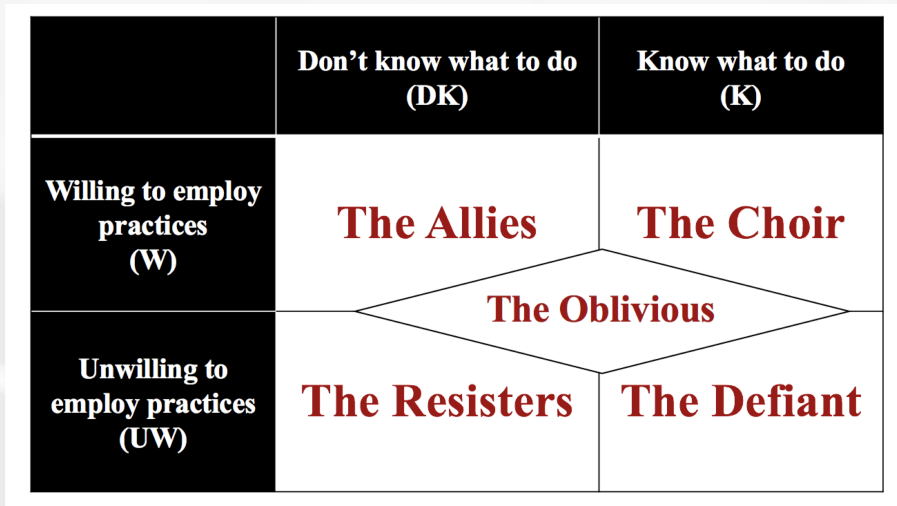 Don’t know what to do
(DK)
Know what to do
(K)
Willing to employ
practices
(W)
The Allies
The Choir
The Oblivious
Unwilling to
employ practices
(UW)
The Resisters
The Defiant